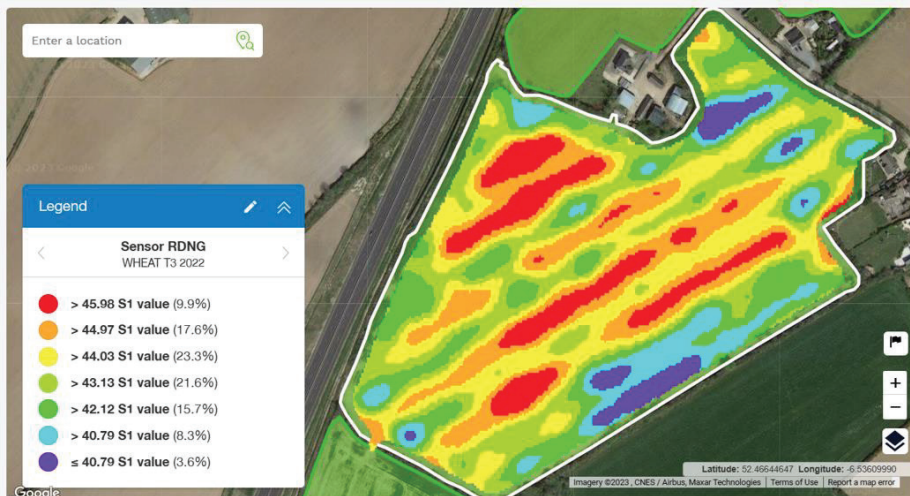 Enter a location
Legend
Sensor RDNG
WHEAT T3 2022
> 45.98 S1 value (9.9%)
> 44.97 S1 value (17.6%)
> 44.03 S1 value (23.3%)
> 43.13 S1 value (21.6%)
> 42.12 S1 value (15.7%)
> 40.79 S1 value (8.3%)
≤ 40.79 S1 value (3.6%)
Google
Latitude: 52.46644647 Longitude: -6.53609990
Imagery ©2023 , CNES / Airbus, Maxar Technologies
Terms of Use
Report a map error